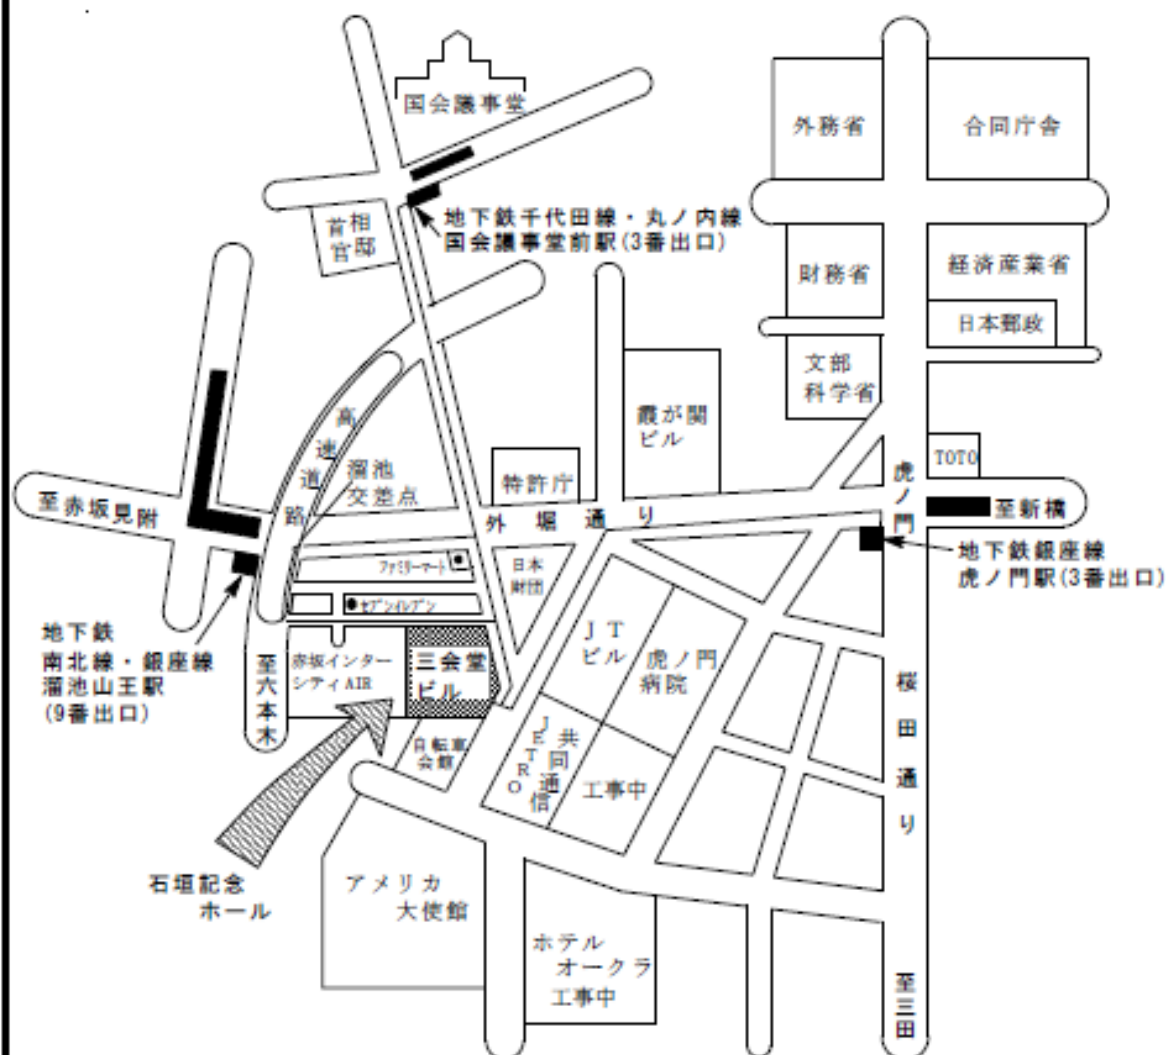 国会議事堂
外務省
合同庁舎
地下鉄千代田線・丸ノ内線
国会議事堂前駅(3番出口)
首相
官邸
財務省
経済産業省
日本郵政
文部
科学省
霞が関
ビル
高速道路
溜池
交差点
特許庁
虎ノ門
TOTO
至赤坂見附
外堀通り
至新橋
地下鉄銀座線
虎ノ門駅(3番出口)
ファミリーマート
日本
財団
セブンイレブン
地下鉄
南北線・銀座線
溜池山王駅
(9番出口)
至六本木
赤坂インター
シティAIR
三会堂
ビル
JT
ビル
虎ノ門
病院
桜田通り
自転車
会館
JETRO
共同通信
工事中
石垣記念
ホール
アメリカ
大使館
ホテル
オークラ
工事中
至三田